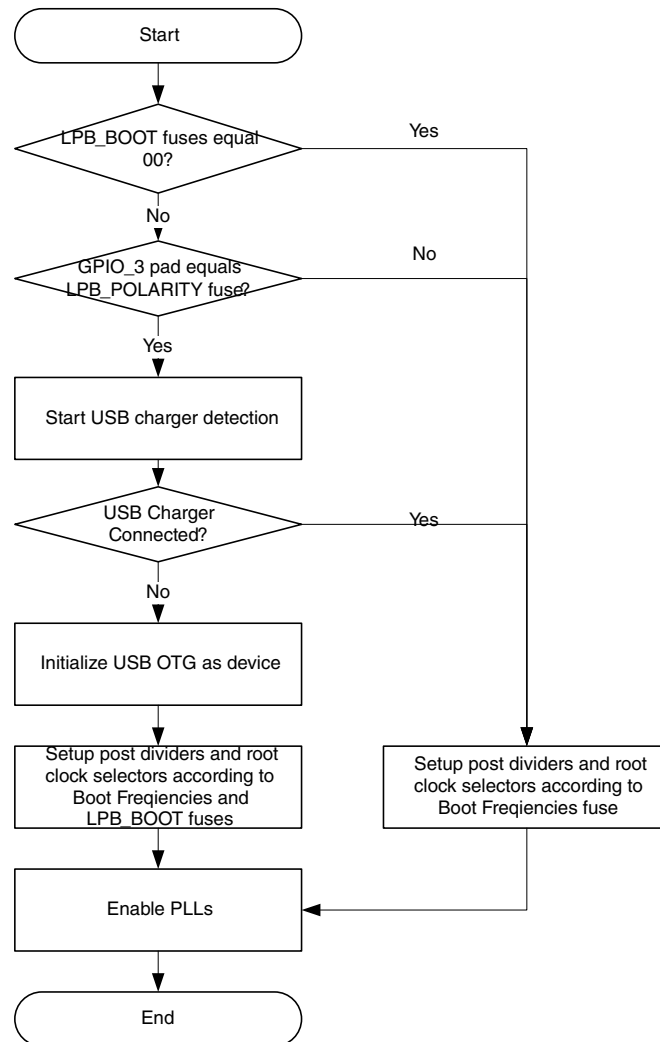 Start
LPB_BOOT fuses equal
00?
Yes
No
GPIO_3 pad equals
LPB_POLARITY fuse?
No
Yes
Start USB charger detection
USB Charger
Connected?
Yes
No
Initialize USB OTG as device
Setup post dividers and root
clock selectors according to
Boot Freqiencies and
LPB_BOOT fuses
Setup post dividers and root
clock selectors according to
Boot Freqiencies fuse
Enable PLLs
End